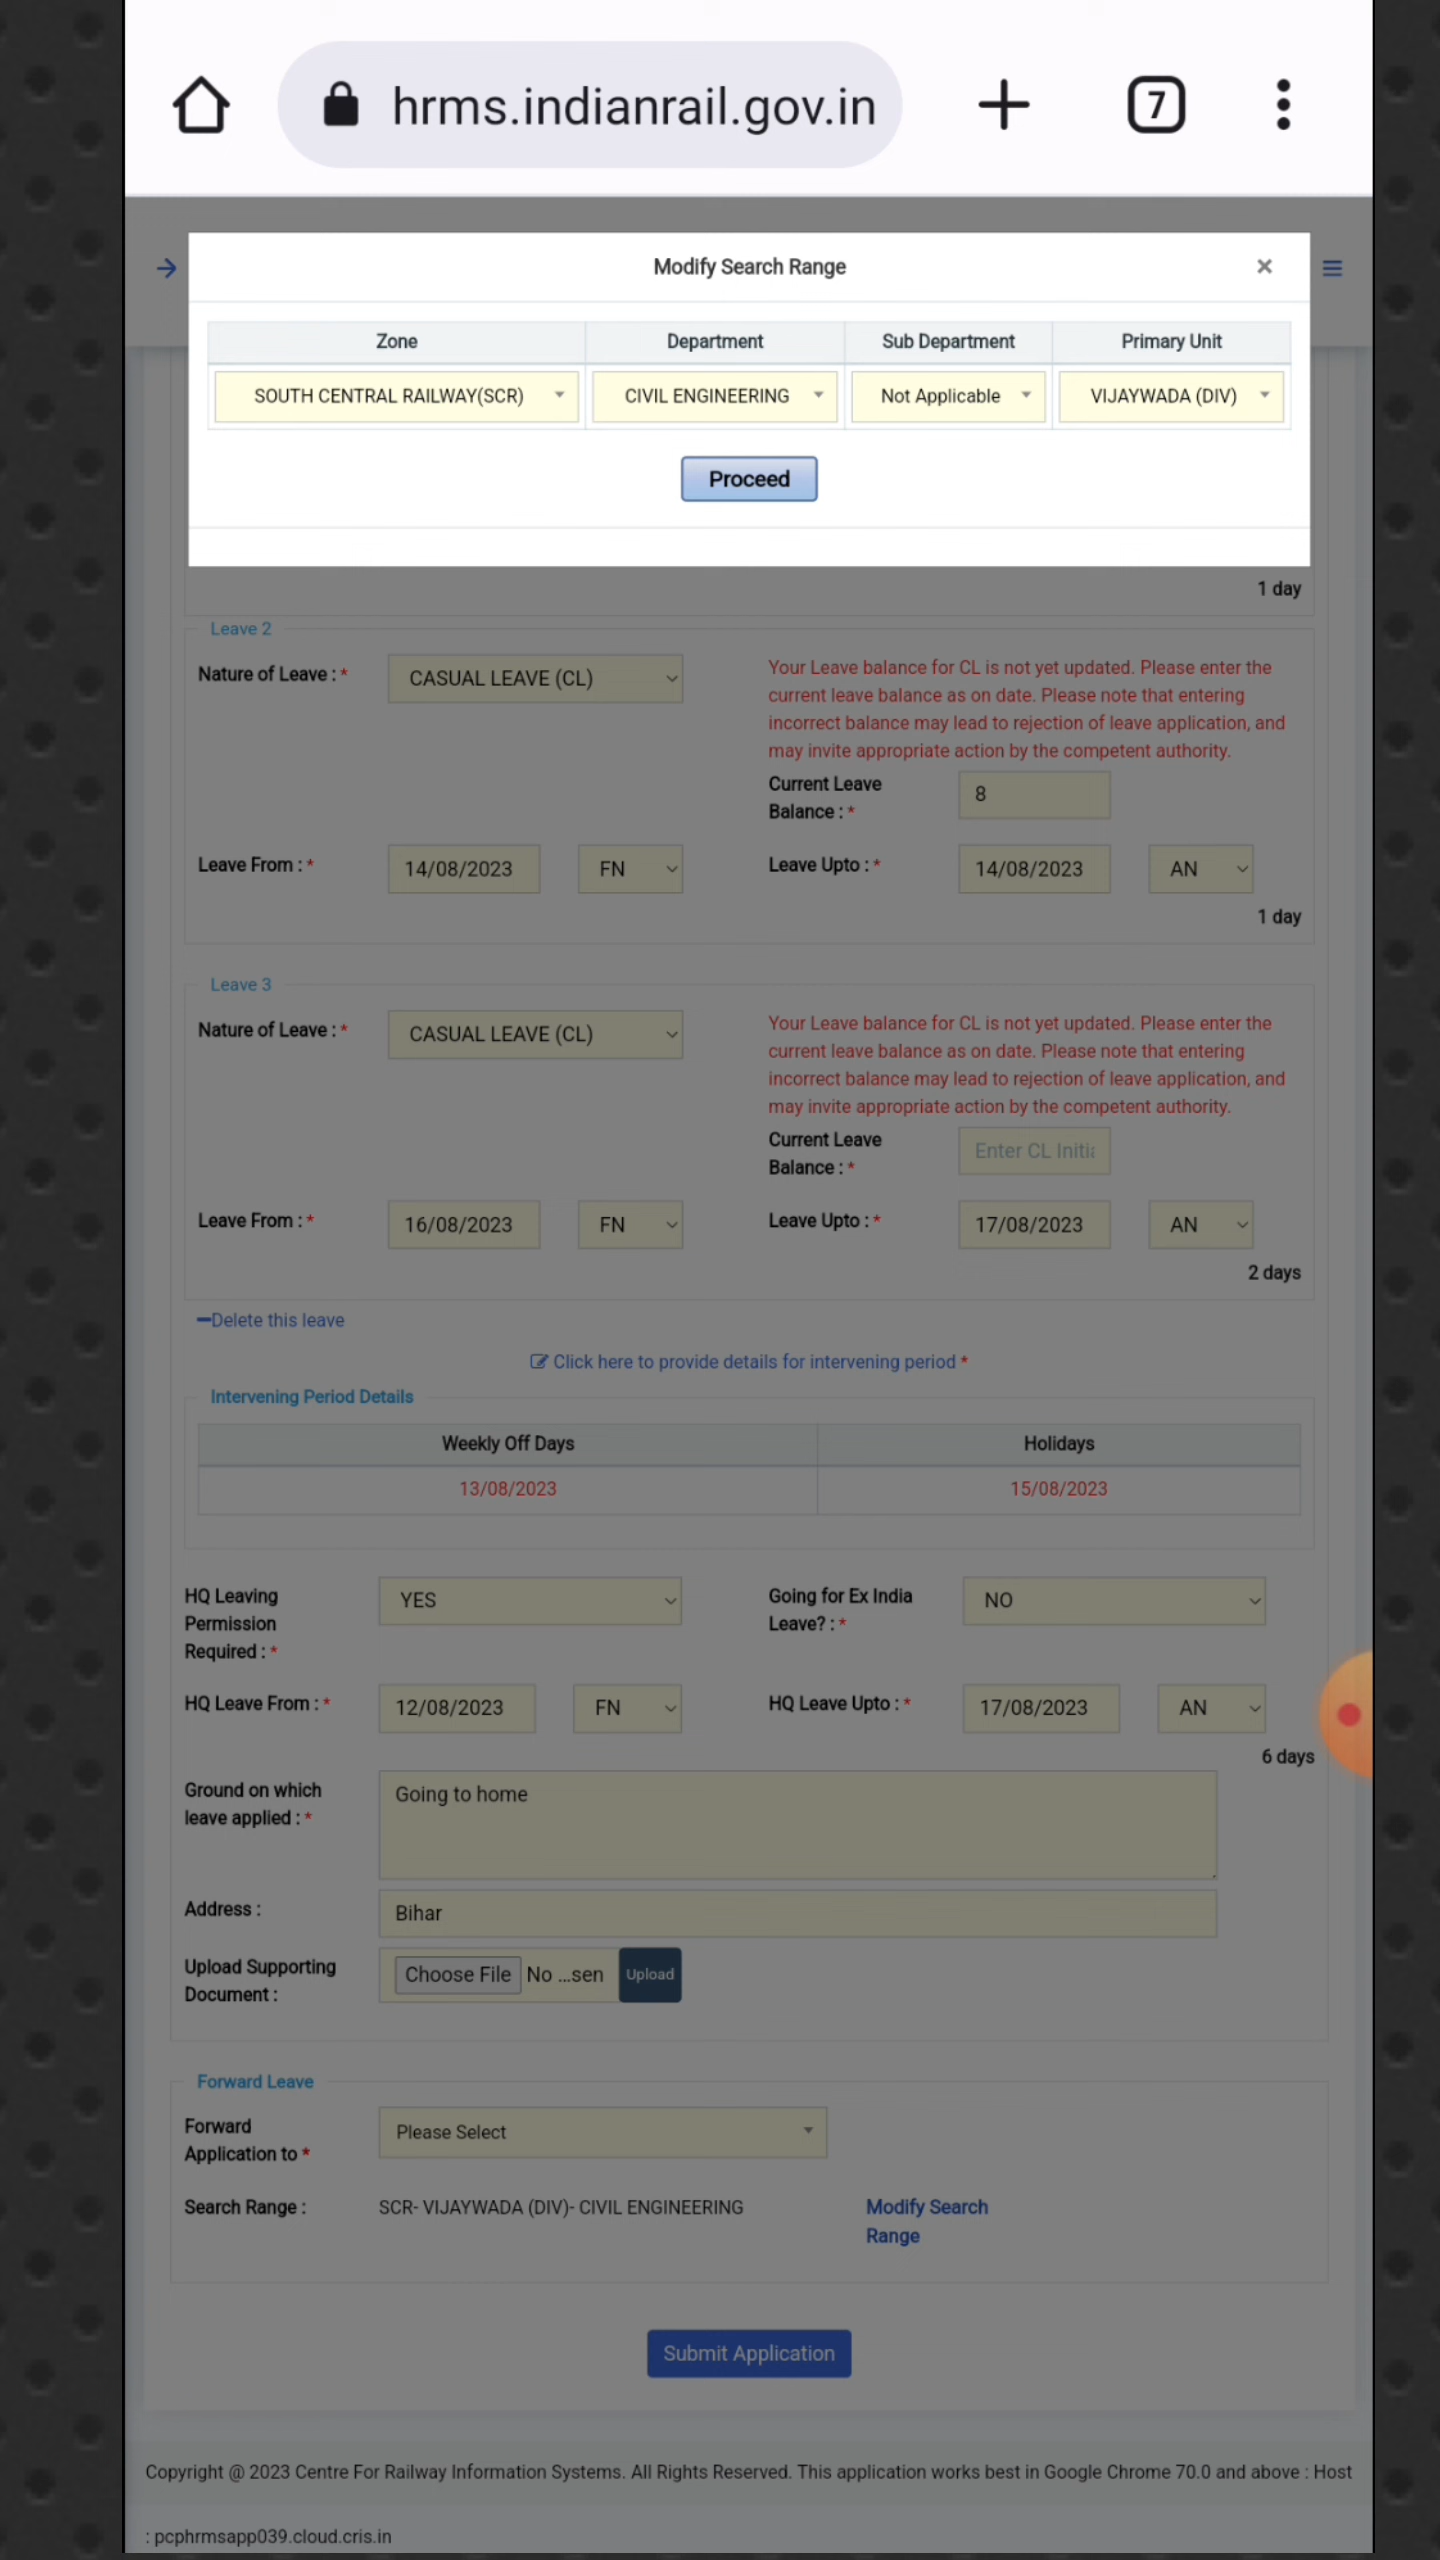 hrms.indianrail.gov.in
7
Modify Search Range
×
Zone Department Sub Department Primary Unit
SOUTH CENTRAL RAILWAY(SCR) CIVIL ENGINEERING Not Applicable VIJAYWADA (DIV)
Proceed
1 day
Leave 2
Nature of Leave : * CASUAL LEAVE (CL)
Your Leave balance for CL is not yet updated. Please enter the
current leave balance as on date. Please note that entering
incorrect balance may lead to rejection of leave application, and
may invite appropriate action by the competent authority.
Current Leave
Balance : * 8
Leave From : * 14/08/2023 FN Leave Upto : * 14/08/2023 AN
1 day
Leave 3
Nature of Leave : * CASUAL LEAVE (CL)
Your Leave balance for CL is not yet updated. Please enter the
current leave balance as on date. Please note that entering
incorrect balance may lead to rejection of leave application, and
may invite appropriate action by the competent authority.
Current Leave
Balance : * Enter CL Initi
Leave From : * 16/08/2023 FN Leave Upto : * 17/08/2023 AN
2 days
Delete this leave
Click here to provide details for intervening period *
Intervening Period Details
Weekly Off Days Holidays
13/08/2023 15/08/2023
HQ Leaving
Permission
Required : * YES
Going for Ex India
Leave? : * NO
HQ Leave From : * 12/08/2023 FN HQ Leave Upto : * 17/08/2023 AN
6 days
Ground on which
leave applied : * Going to home
Address : Bihar
Upload Supporting
Document : Choose File No ...sen Upload
Forward Leave
Forward
Application to * Please Select
Search Range : SCR- VIJAYWADA (DIV)- CIVIL ENGINEERING Modify Search
Range
Submit Application
Copyright @ 2023 Centre For Railway Information Systems. All Rights Reserved. This application works best in Google Chrome 70.0 and above : Host
: pcphrmsapp039.cloud.cris.in